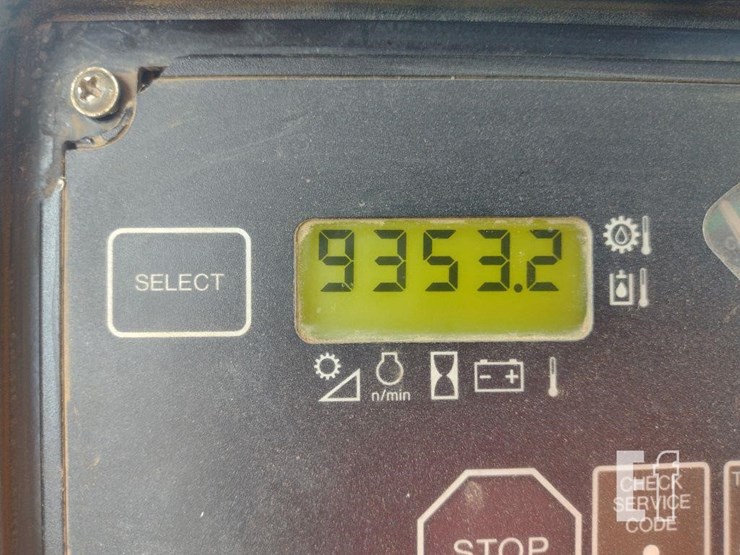 SELECT
9353.2
n/min
STOP
CHECK
SERVICE
CODE